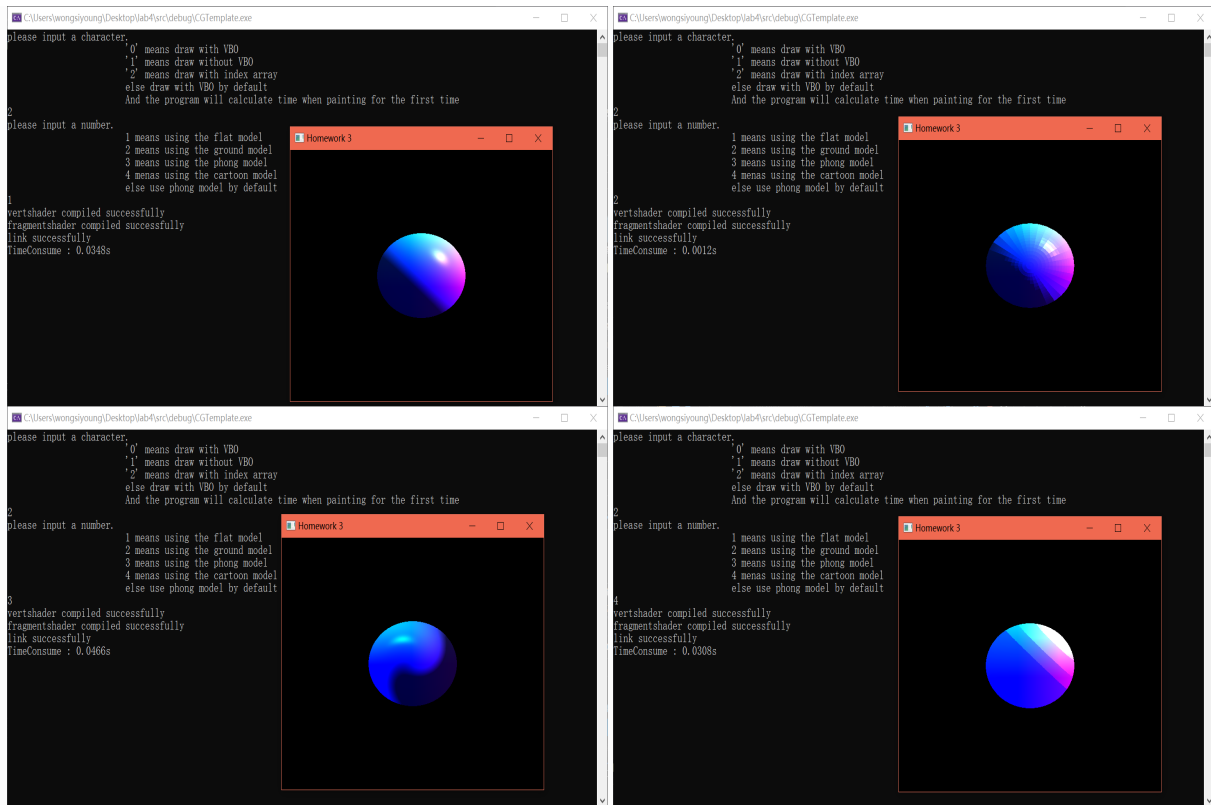 C:\Users\wongsiyoung\Desktop\lab4\src\debug\CGTemplate.exe
please input a character.
'0' means draw with VBO
'1' means draw without VBO
'2' means draw with index array
else draw with VBO by default
And the program will calculate time when painting for the first time
2
please input a number.
1 means using the flat model
2 means using the ground model
3 means using the phong model
4 menas using the cartoon model
else use phong model by default
1
vertshader compiled successfully
fragmentshader compiled successfully
link successfully
TimeConsume : 0.0348s
Homework 3
C:\Users\wongsiyoung\Desktop\lab4\src\debug\CGTemplate.exe
please input a character.
'0' means draw with VBO
'1' means draw without VBO
'2' means draw with index array
else draw with VBO by default
And the program will calculate time when painting for the first time
2
please input a number.
1 means using the flat model
2 means using the ground model
3 means using the phong model
4 menas using the cartoon model
else use phong model by default
2
vertshader compiled successfully
fragmentshader compiled successfully
link successfully
TimeConsume : 0.0012s
Homework 3
C:\Users\wongsiyoung\Desktop\lab4\src\debug\CGTemplate.exe
please input a character.
'0' means draw with VBO
'1' means draw without VBO
'2' means draw with index array
else draw with VBO by default
And the program will calculate time when painting for the first time
2
please input a number.
1 means using the flat model
2 means using the ground model
3 means using the phong model
4 menas using the cartoon model
else use phong model by default
3
vertshader compiled successfully
fragmentshader compiled successfully
link successfully
TimeConsume : 0.0466s
Homework 3
C:\Users\wongsiyoung\Desktop\lab4\src\debug\CGTemplate.exe
please input a character.
'0' means draw with VBO
'1' means draw without VBO
'2' means draw with index array
else draw with VBO by default
And the program will calculate time when painting for the first time
2
please input a number.
1 means using the flat model
2 means using the ground model
3 means using the phong model
4 menas using the cartoon model
else use phong model by default
4
vertshader compiled successfully
fragmentshader compiled successfully
link successfully
TimeConsume : 0.0308s
Homework 3